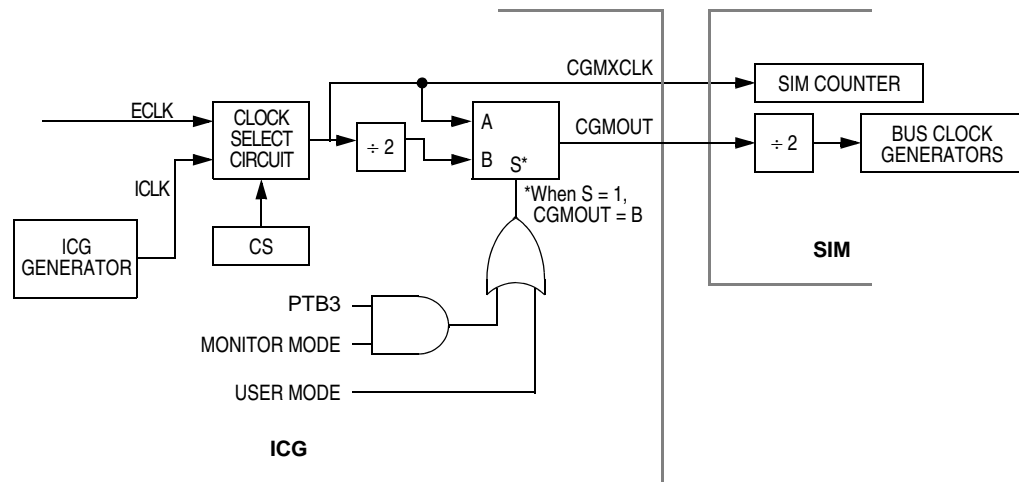 CGMXCLK
SIM COUNTER
ECLK
CLOCK
SELECT
CIRCUIT
÷ 2
A
B
S*
CGMOUT
÷ 2
BUS CLOCK
GENERATORS
ICLK
*When S = 1,
CGMOUT = B
ICG
GENERATOR
CS
SIM
PTB3
MONITOR MODE
USER MODE
ICG